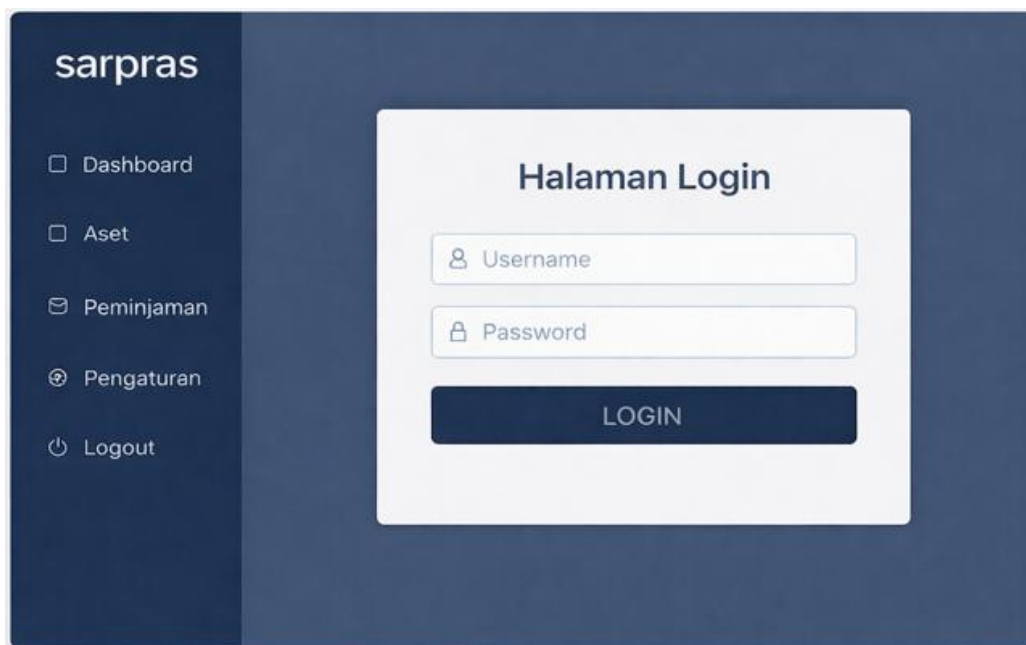 sarpras
Dashboard
Aset
Peminjaman
Pengaturan
Logout
Halaman Login
Username
Password
LOGIN